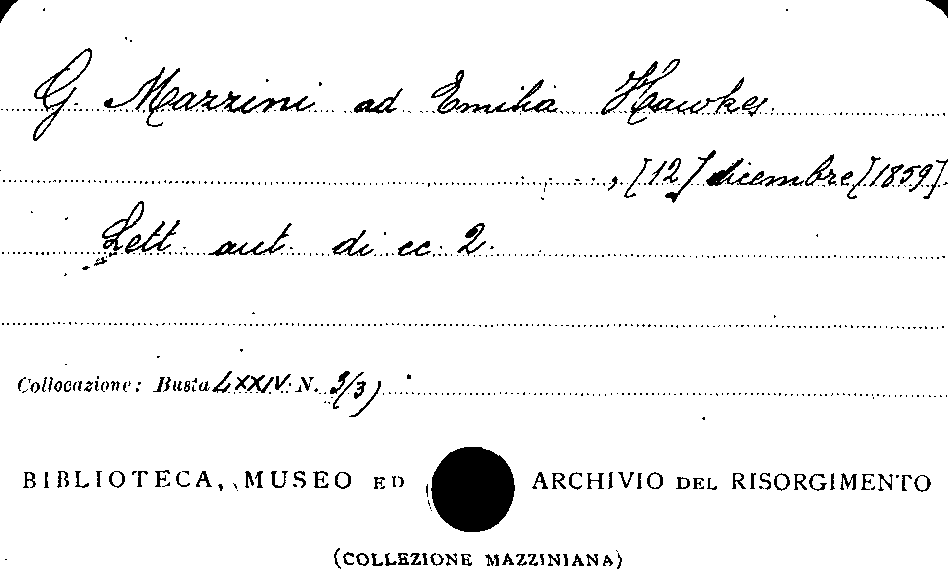 G. Mazzini ad Emilia Hawkes
, [12] dicembre [1859].
Lett. aut. di cc. 2.
Collocazione: Busta LXXIV N. 3/3)
BIBLIOTECA, MUSEO ED ARCHIVIO DEL RISORGIMENTO
(COLLEZIONE MAZZINIANA)